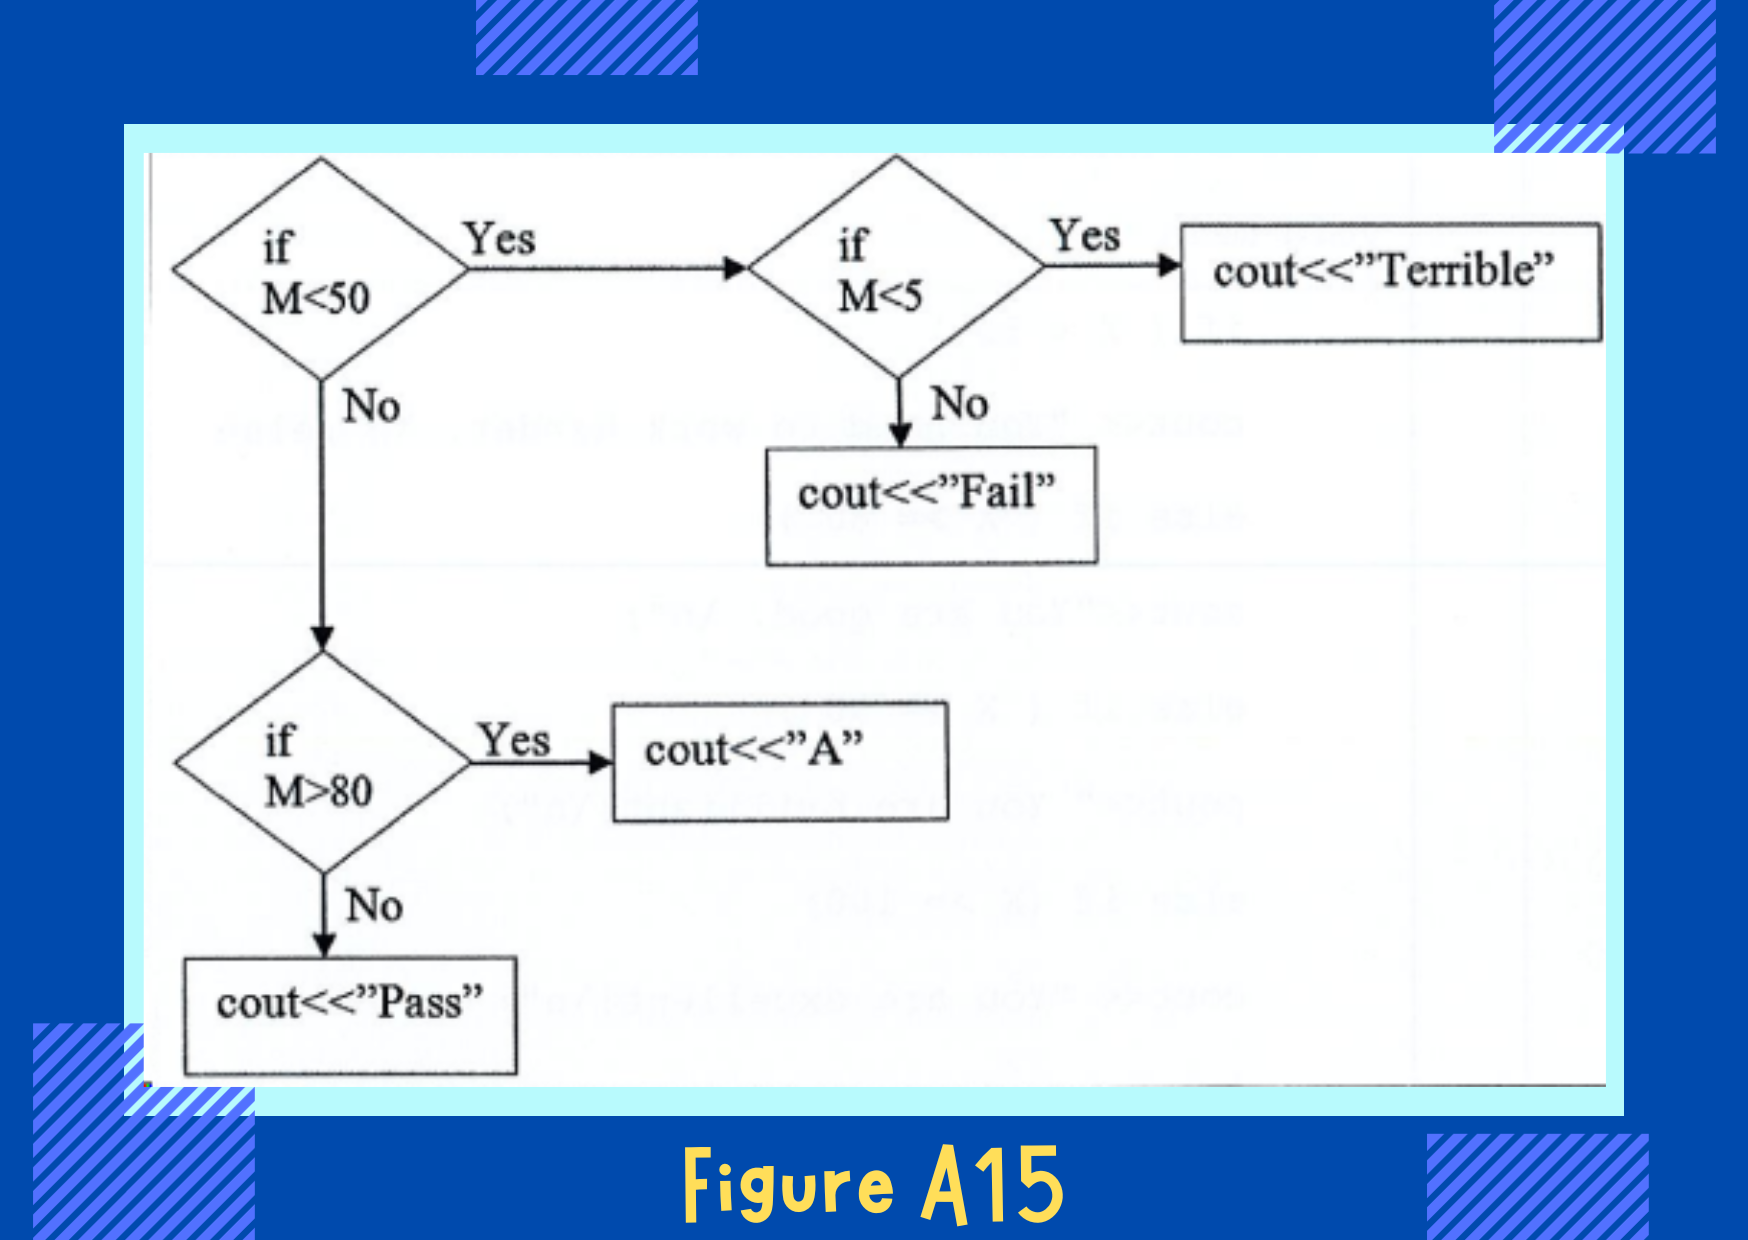 if
M<50
Yes
if
M<5
Yes
cout<<”Terrible”
No
No
cout<<”Fail”
if
M>80
Yes
cout<<”A”
No
cout<<”Pass”
Figure A15